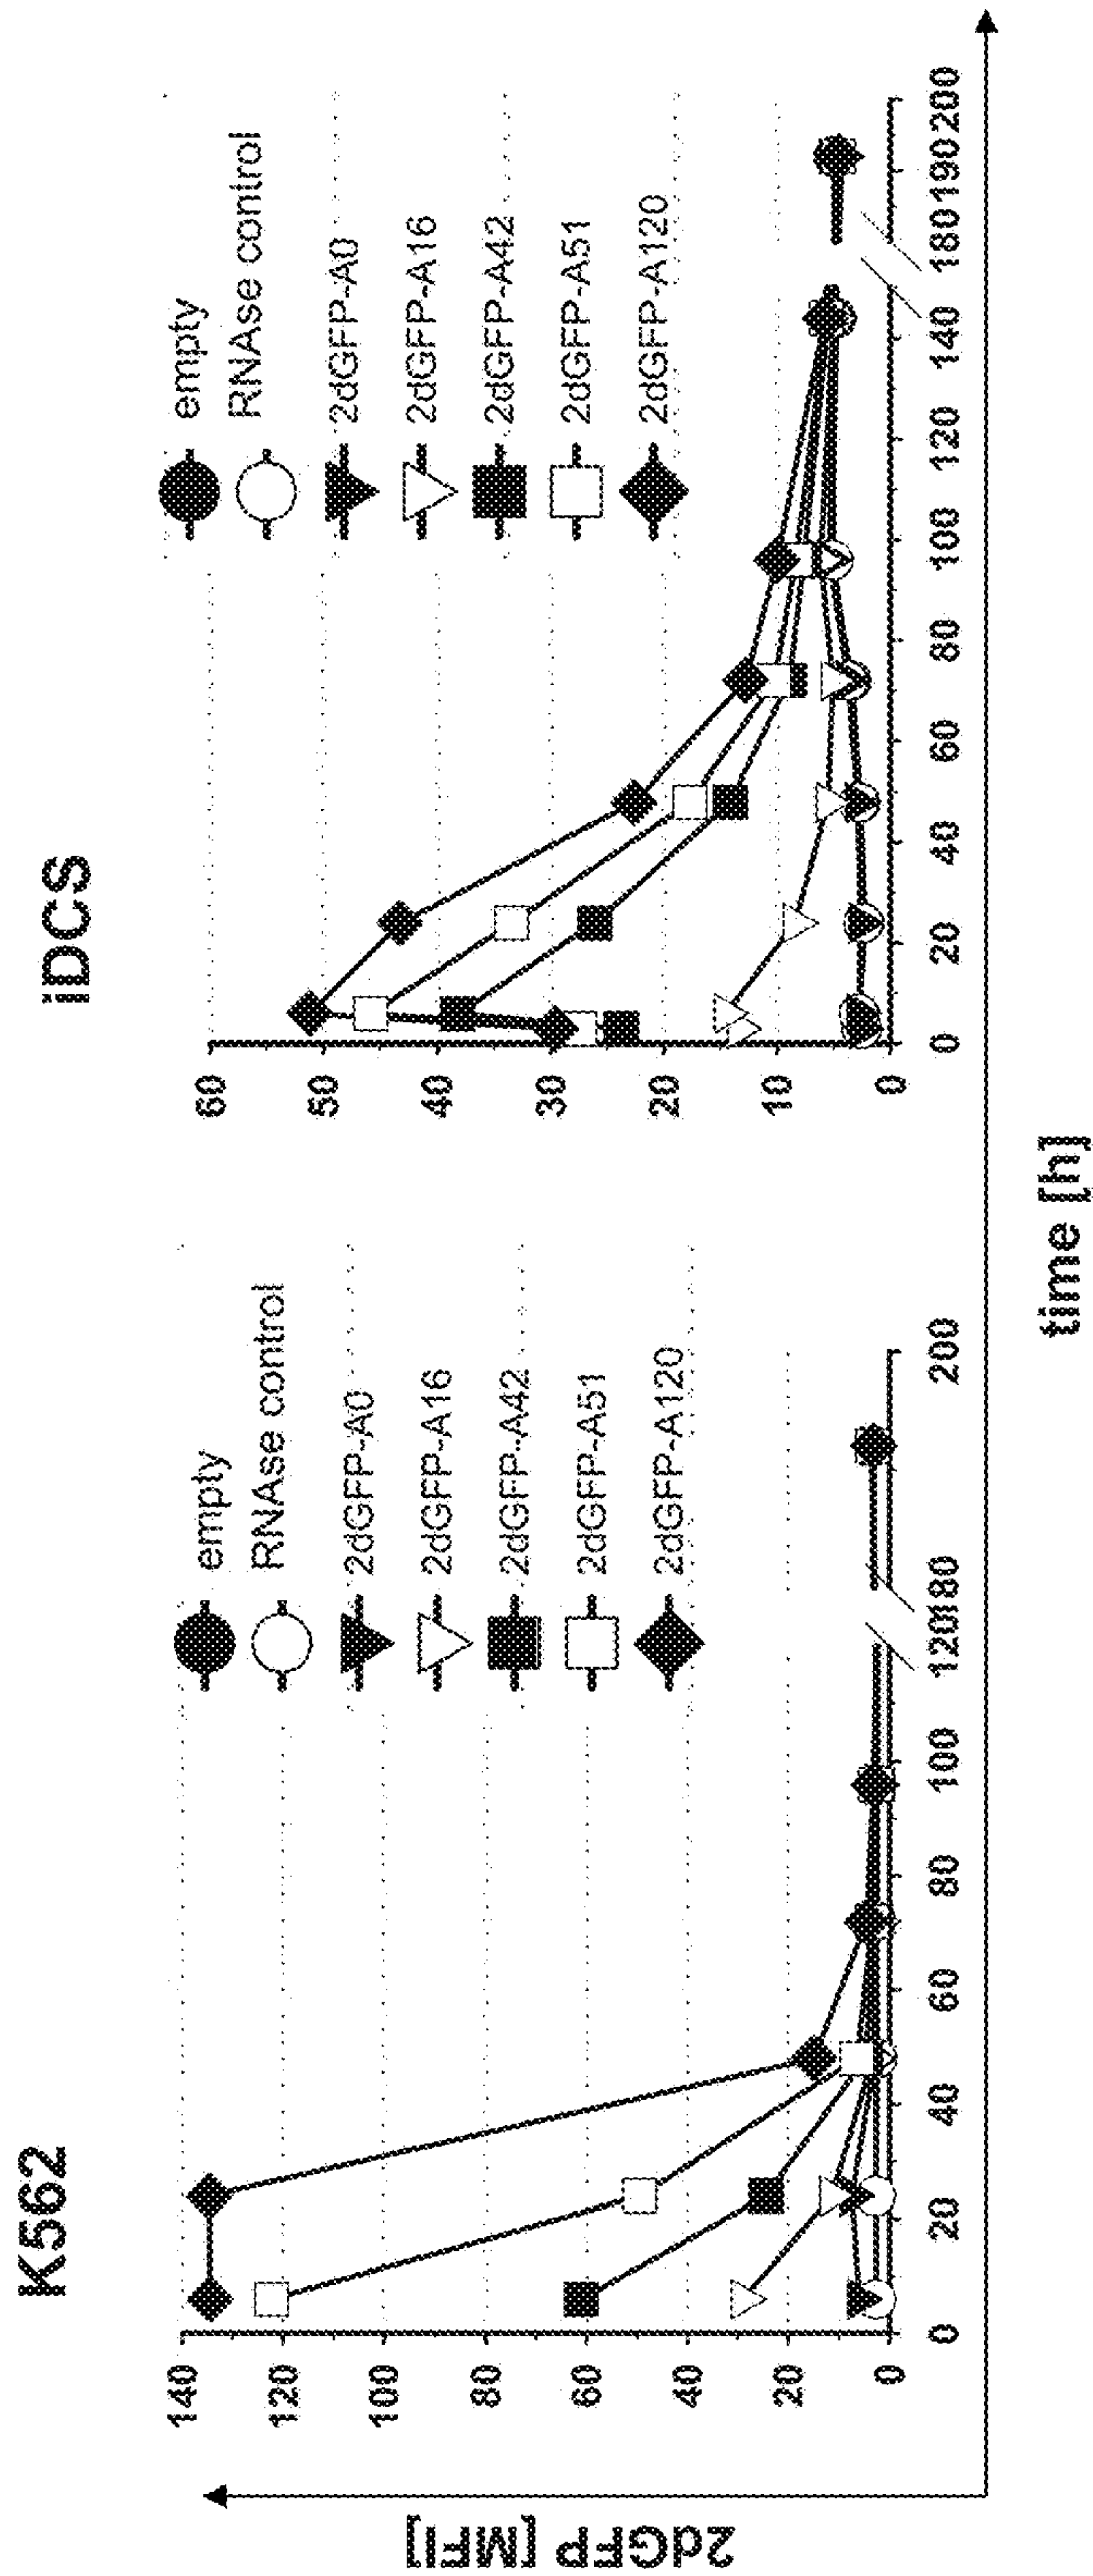 K562
2dGFP [MFI]
140
120
100
80
60
40
20
0
0
20
40
60
80
100
120
180
200
empty
RNAse control
2dGFP-A0
2dGFP-A16
2dGFP-A42
2dGFP-A51
2dGFP-A120
iDCS
60
50
40
30
20
10
0
0
20
40
60
80
100
120
140
180
190
200
empty
RNAse control
2dGFP-A0
2dGFP-A16
2dGFP-A42
2dGFP-A51
2dGFP-A120
time [h]